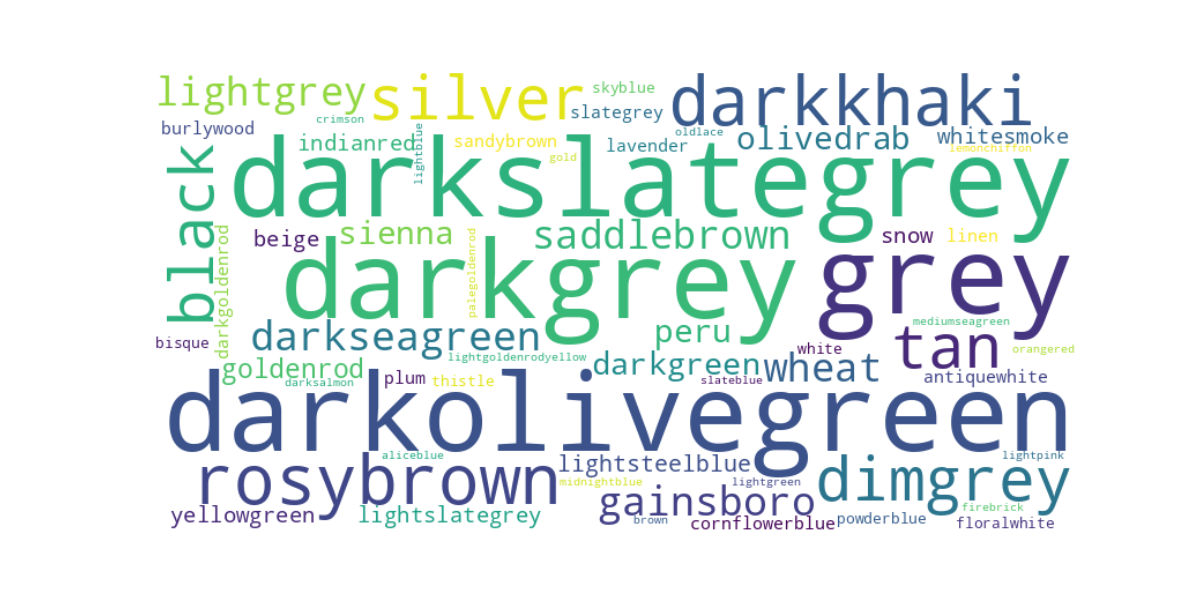 lightgrey
silver
skyblue
darkkhaki
slategrey
crimson
burlywood
indianred
lightblue
sandybrown
gold
lavender
oldlace
olivedrab
whitesmoke
lemonchiffon
black
darkslategrey
darkgoldenrod
beige
sienna
palegoldenrod
saddlebrown
snow
linen
darkgrey
grey
bisque
darkseagreen
peru
mediumseagreen
goldenrod
lightgoldenrodyellow
darkgreen
white
wheat
tan
orangered
darksalmon
plum
thistle
slateblue
antiquewhite
darkolivegreen
rosybrown
aliceblue
lightsteelblue
midnightblue
lightgreen
dimgrey
lightpink
yellowgreen
lightslategrey
gainsboro
brown
cornflowerblue
powderblue
firebrick
floralwhite